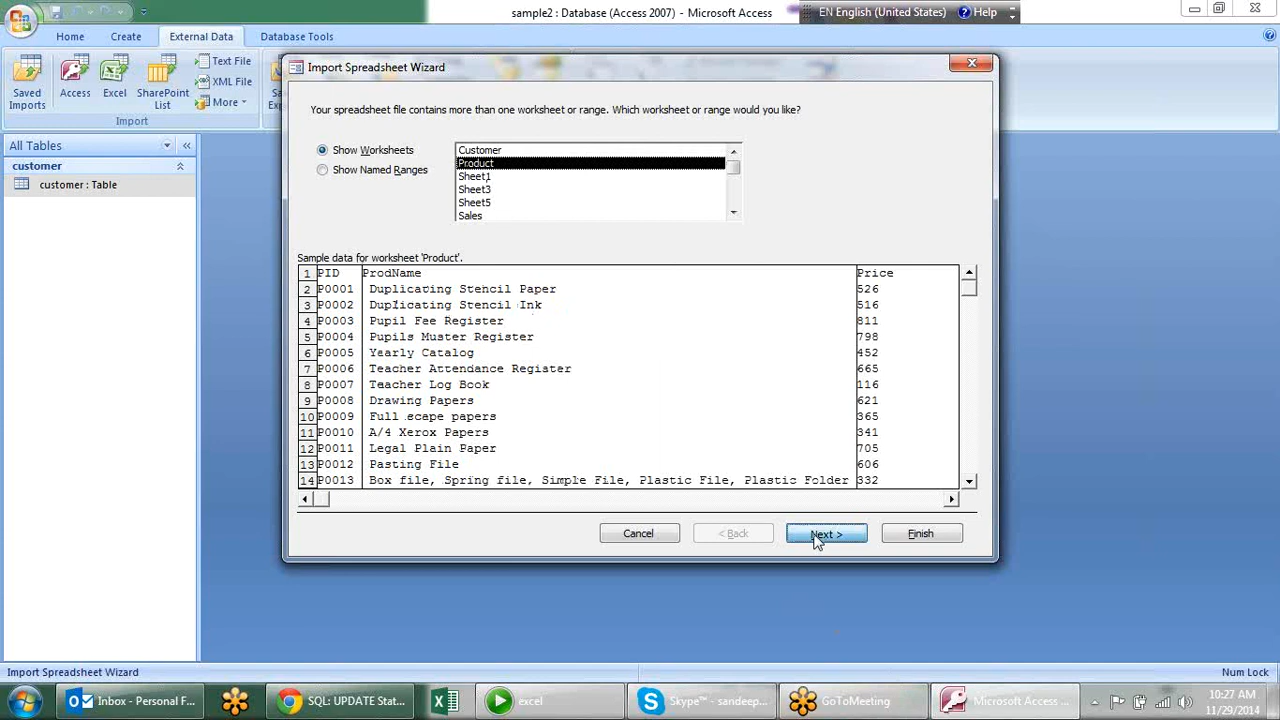 sample2 : Database (Access 2007) - Microsoft Access
EN English (United States)
Help
Home
Create
External Data
Database Tools
Saved Imports
Access
Excel
SharePoint List
Text File
XML File
More
Import
All Tables
customer
customer : Table
Import Spreadsheet Wizard
Your spreadsheet file contains more than one worksheet or range. Which worksheet or range would you like?
Show Worksheets
Show Named Ranges
Customer
Product
Sheet1
Sheet3
Sheet5
Sales
Sample data for worksheet 'Product'.
1 PID ProdName Price
2 P0001 Duplicating Stencil Paper 526
3 P0002 Duplicating Stencil Ink 516
4 P0003 Pupil Fee Register 811
5 P0004 Pupils Muster Register 798
6 P0005 Yearly Catalog 452
7 P0006 Teacher Attendance Register 665
8 P0007 Teacher Log Book 116
9 P0008 Drawing Papers 621
10 P0009 Full scape papers 365
11 P0010 A/4 Xerox Papers 341
12 P0011 Legal Plain Paper 705
13 P0012 Pasting File 606
14 P0013 Box file, Spring file, Simple File, Plastic File, Plastic Folder 332
Cancel
< Back
Next >
Finish
Import Spreadsheet Wizard
Num Lock
Inbox - Personal F...
SQL: UPDATE Stat...
excel
Skype™ - sandeep...
GoToMeeting
Microsoft Access ...
10:27 AM
11/29/2014